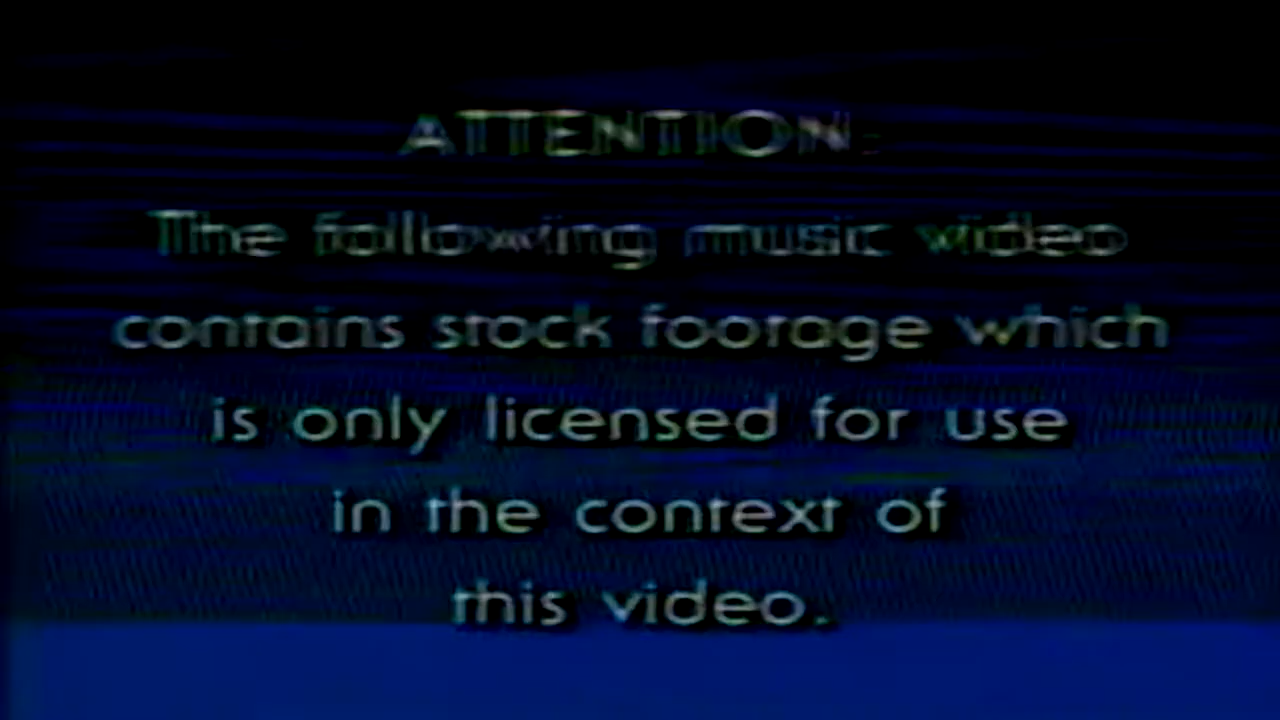 ATTENTION:
The following music video
contains stock footage which
is only licensed for use
in the context of
this video.